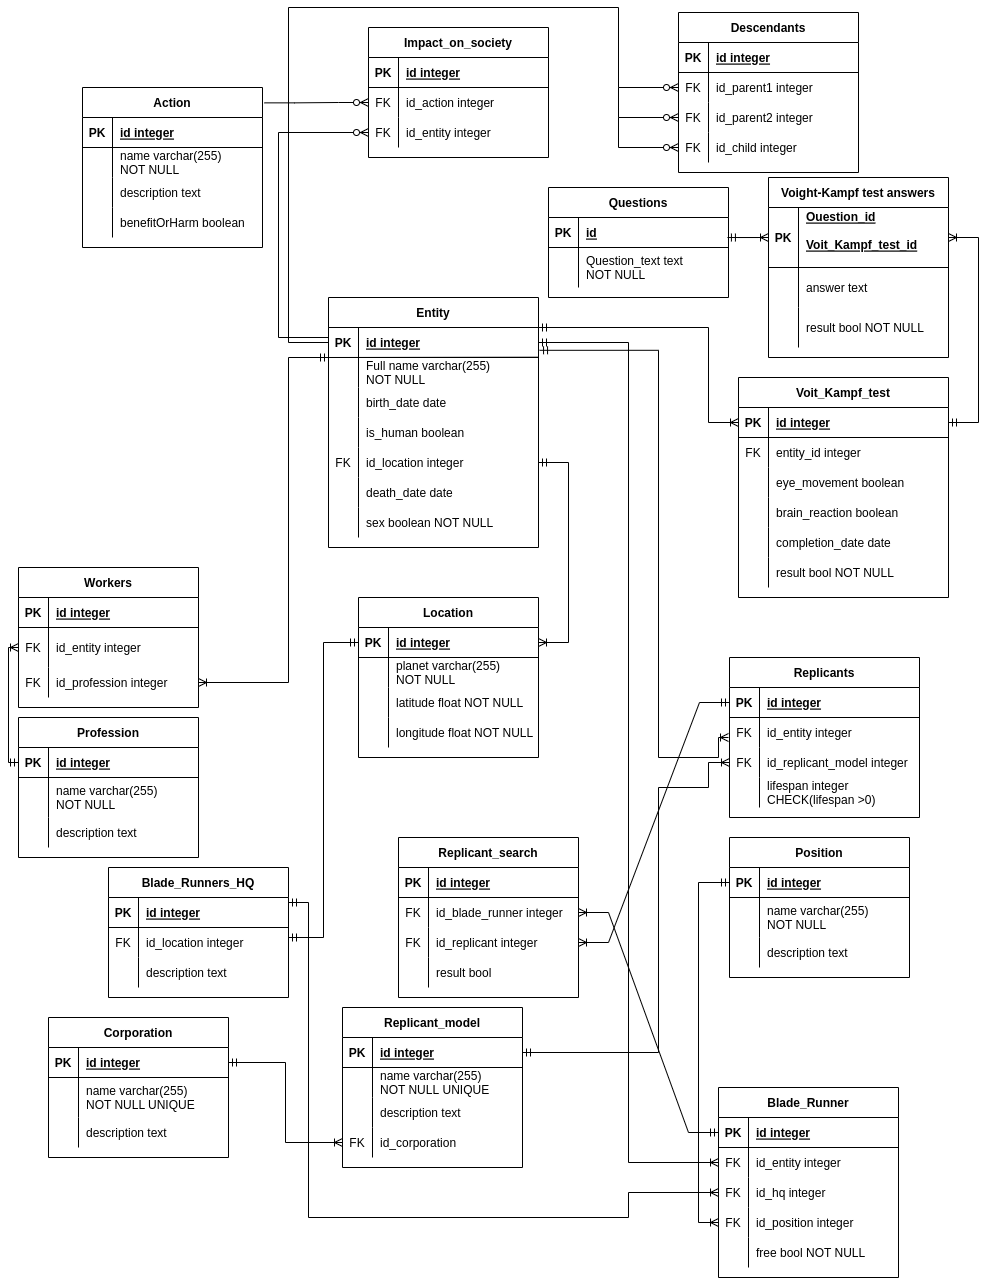 Impact_on_society
PK id integer
FK id_action integer
FK id_entity integer
Descendants
PK id integer
FK id_parent1 integer
FK id_parent2 integer
FK id_child integer
Action
PK id integer
name varchar(255)
NOT NULL
description text
benefitOrHarm boolean
Questions
PK id
Question_text text
NOT NULL
Voight-Kampf test answers
Question_id
PK
Voit_Kampf_test_id
answer text
result bool NOT NULL
Entity
PK id integer
Full name varchar(255)
NOT NULL
birth_date date
is_human boolean
FK id_location integer
death_date date
sex boolean NOT NULL
Voit_Kampf_test
PK id integer
FK entity_id integer
eye_movement boolean
brain_reaction boolean
completion_date date
result bool NOT NULL
Workers
PK id integer
FK id_entity integer
FK id_profession integer
Location
PK id integer
planet varchar(255)
NOT NULL
latitude float NOT NULL
longitude float NOT NULL
Replicants
PK id integer
FK id_entity integer
FK id_replicant_model integer
lifespan integer
CHECK(lifespan >0)
Profession
PK id integer
name varchar(255)
NOT NULL
description text
Replicant_search
PK id integer
FK id_blade_runner integer
FK id_replicant integer
result bool
Position
PK id integer
name varchar(255)
NOT NULL
description text
Blade_Runners_HQ
PK id integer
FK id_location integer
description text
Corporation
PK id integer
name varchar(255)
NOT NULL UNIQUE
description text
Replicant_model
PK id integer
name varchar(255)
NOT NULL UNIQUE
description text
FK id_corporation
Blade_Runner
PK id integer
FK id_entity integer
FK id_hq integer
FK id_position integer
free bool NOT NULL